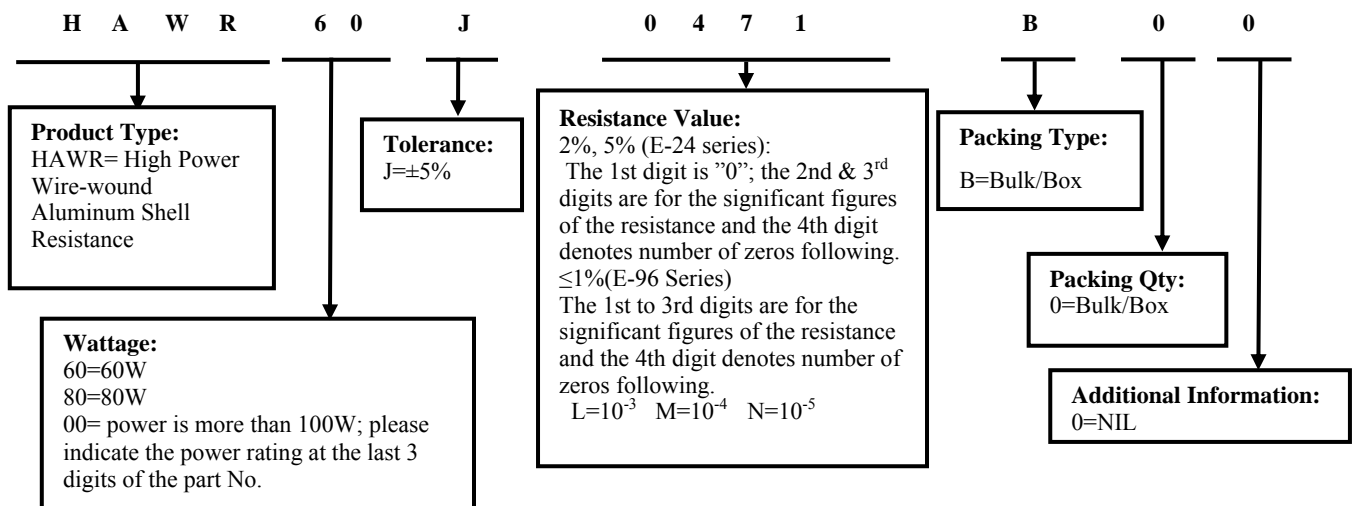 H A W R 6 0 J 0 4 7 1 B 0 0
Product Type:
HAWR= High Power
Wire-wound
Aluminum Shell
Resistance
Wattage:
60=60W
80=80W
00= power is more than 100W; please
indicate the power rating at the last 3
digits of the part No.
Tolerance:
J=±5%
Resistance Value:
2%, 5% (E-24 series):
The 1st digit is ”0”; the 2nd & 3rd
digits are for the significant figures
of the resistance and the 4th digit
denotes number of zeros following.
≤1%(E-96 Series)
The 1st to 3rd digits are for the
significant figures of the resistance
and the 4th digit denotes number of
zeros following.
L=10-3 M=10-4 N=10-5
Packing Type:
B=Bulk/Box
Packing Qty:
0=Bulk/Box
Additional Information:
0=NIL